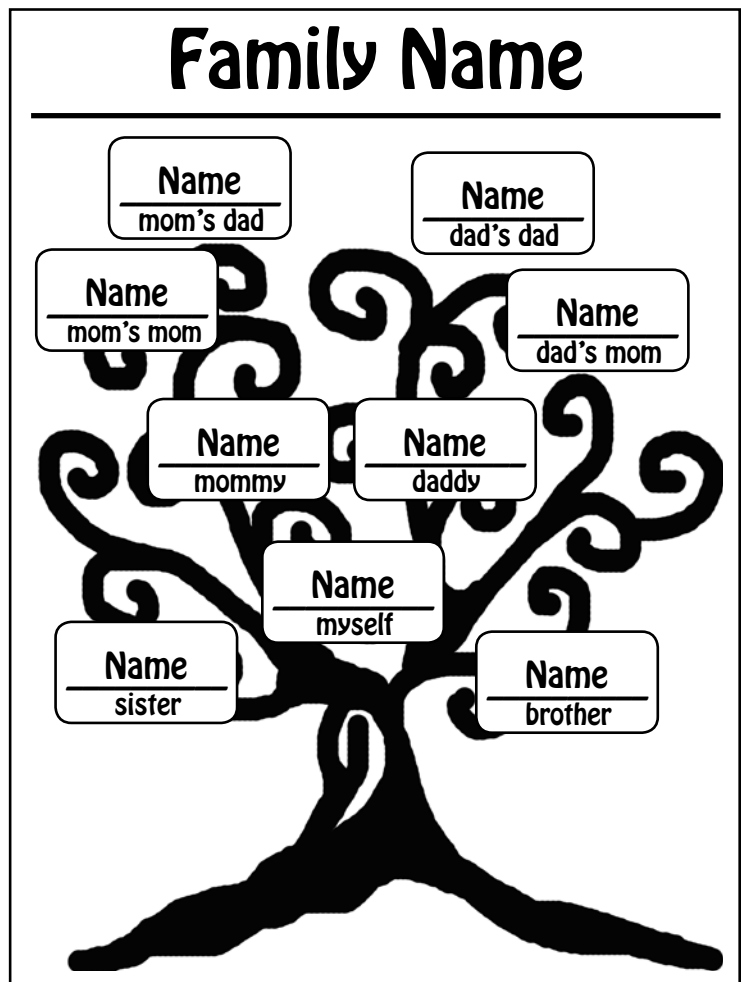 Family Name
Name
mom's dad
Name
dad's dad
Name
mom's mom
Name
dad's mom
Name
mommy
Name
daddy
Name
myself
Name
sister
Name
brother